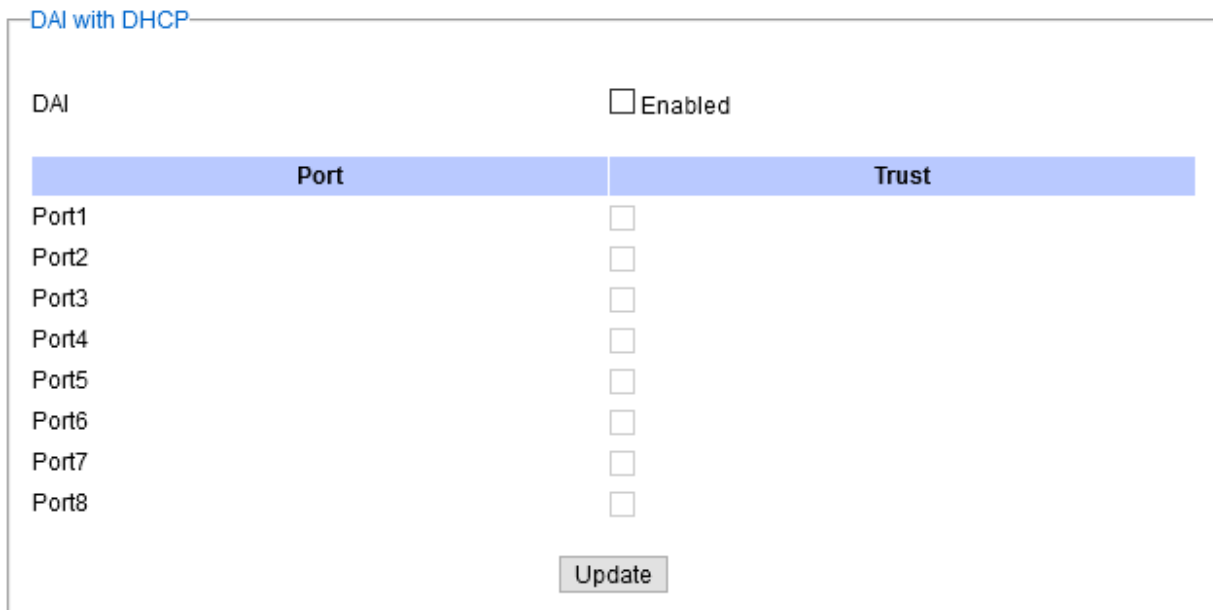 DAI with DHCP
DAI Enabled
Port Trust
Port1
Port2
Port3
Port4
Port5
Port6
Port7
Port8
Update